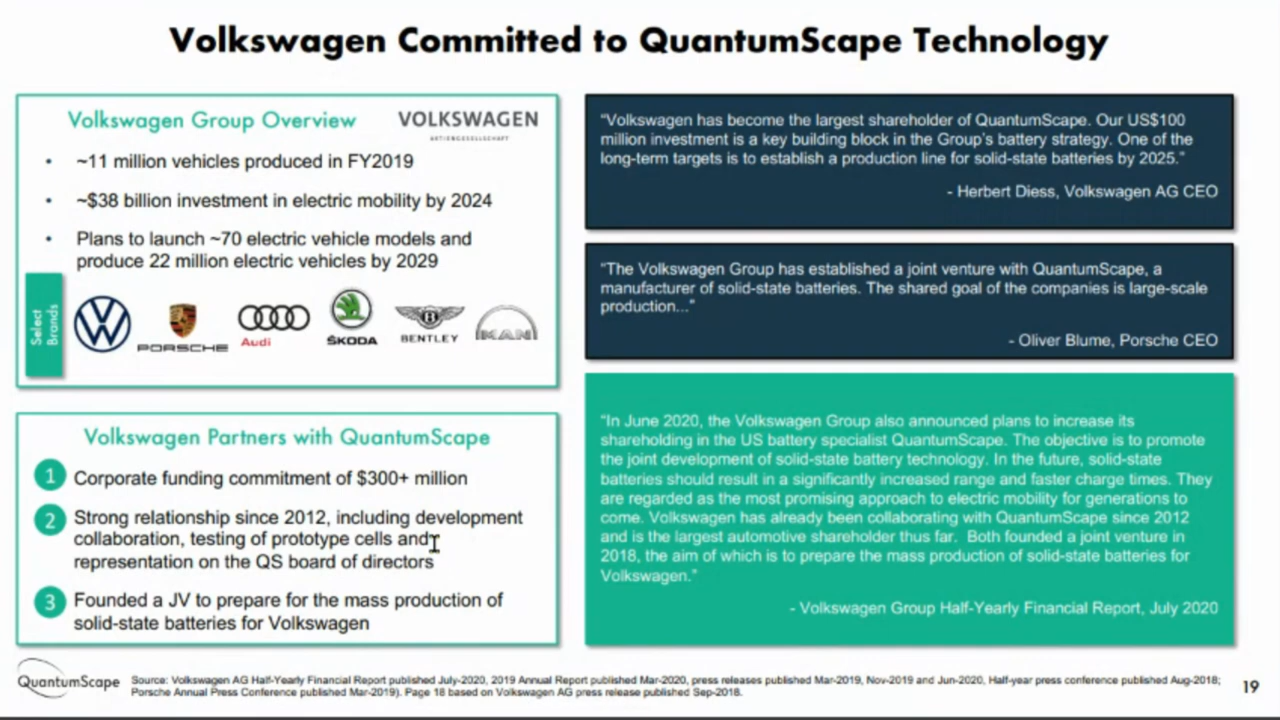 Volkswagen Committed to QuantumScape Technology
Volkswagen Group Overview
VOLKSWAGEN
AKTIENGESELLSCHAFT
• ~11 million vehicles produced in FY2019
• ~$38 billion investment in electric mobility by 2024
• Plans to launch ~70 electric vehicle models and
produce 22 million electric vehicles by 2029
Select
Brands
PORSCHE
Audi
ŠKODA
BENTLEY
MAN
Volkswagen Partners with QuantumScape
1 Corporate funding commitment of $300+ million
2 Strong relationship since 2012, including development
collaboration, testing of prototype cells and
representation on the QS board of directors
3 Founded a JV to prepare for the mass production of
solid-state batteries for Volkswagen
“Volkswagen has become the largest shareholder of QuantumScape. Our US$100
million investment is a key building block in the Group’s battery strategy. One of the
long-term targets is to establish a production line for solid-state batteries by 2025.”
- Herbert Diess, Volkswagen AG CEO
“The Volkswagen Group has established a joint venture with QuantumScape, a
manufacturer of solid-state batteries. The shared goal of the companies is large-scale
production...”
- Oliver Blume, Porsche CEO
“In June 2020, the Volkswagen Group also announced plans to increase its
shareholding in the US battery specialist QuantumScape. The objective is to promote
the joint development of solid-state battery technology. In the future, solid-state
batteries should result in a significantly increased range and faster charge times. They
are regarded as the most promising approach to electric mobility for generations to
come. Volkswagen has already been collaborating with QuantumScape since 2012
and is the largest automotive shareholder thus far. Both founded a joint venture in
2018, the aim of which is to prepare the mass production of solid-state batteries for
Volkswagen.”
- Volkswagen Group Half-Yearly Financial Report, July 2020
QuantumScape
Source: Volkswagen AG Half-Yearly Financial Report published July-2020, 2019 Annual Report published Mar-2020, press releases published Mar-2019, Nov-2019 and Jun-2020, Half-year press conference published Aug-2018;
Porsche Annual Press Conference published Mar-2019). Page 18 based on Volkswagen AG press release published Sep-2018.
19